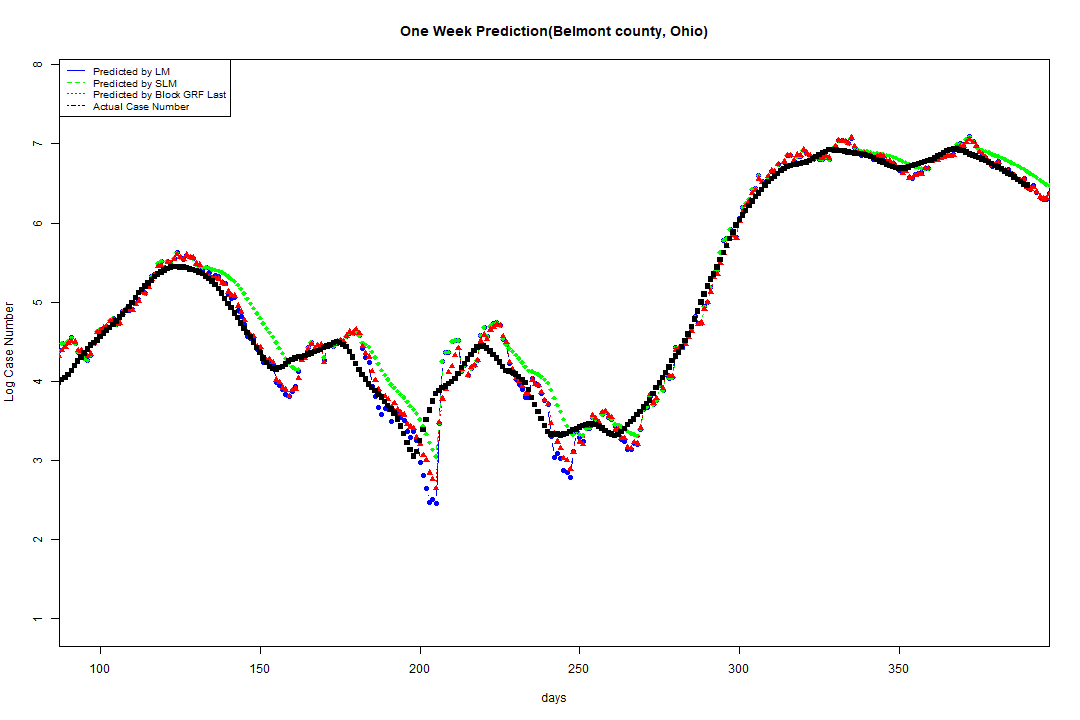 One Week Prediction(Belmont county, Ohio)
Predicted by LM
Predicted by SLM
Predicted by Block GRF Last
Actual Case Number
Log Case Number
8
7
6
5
4
3
2
1
100 150 200 250 300 350
days